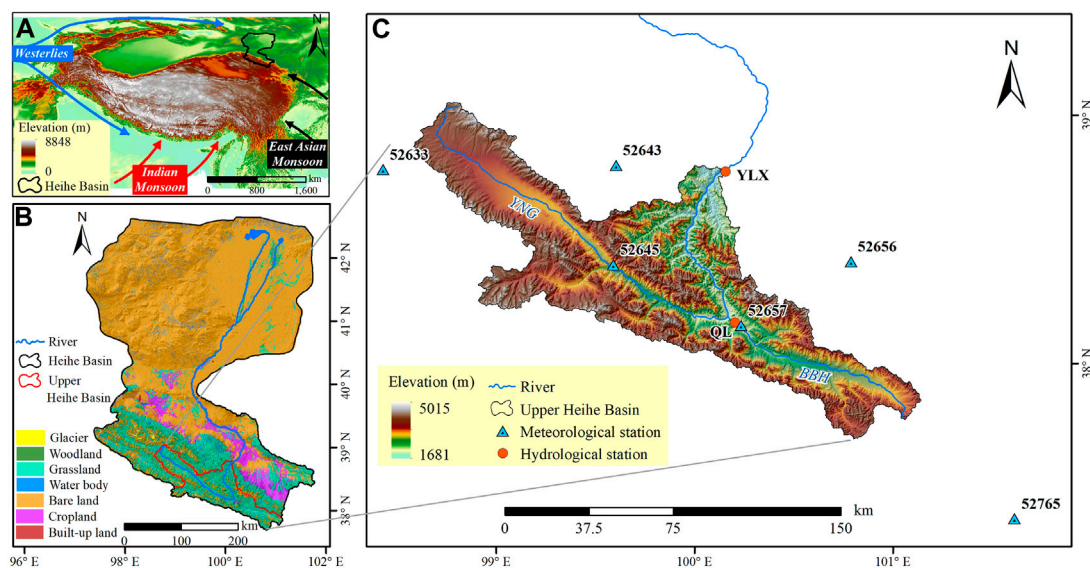 A
N
Westerlies
Elevation (m)
8848
0
Heihe Basin
East Asian
Monsoon
Indian
Monsoon
km
0 800 1,600
B
N
42° N
41° N
40° N
39° N
38° N
River
Heihe Basin
Upper
Heihe Basin
Glacier
Woodland
Grassland
Water body
Bare land
Cropland
Built-up land
km
0 100 200
96° E 98° E 100° E 102° E
C
N
39° N
38° N
52633
52643
YLX
YNG
52645
52656
52657
QL
BBH
52765
Elevation (m)
5015
1681
River
Upper Heihe Basin
Meteorological station
Hydrological station
km
0 37.5 75 150
99° E 100° E 101° E